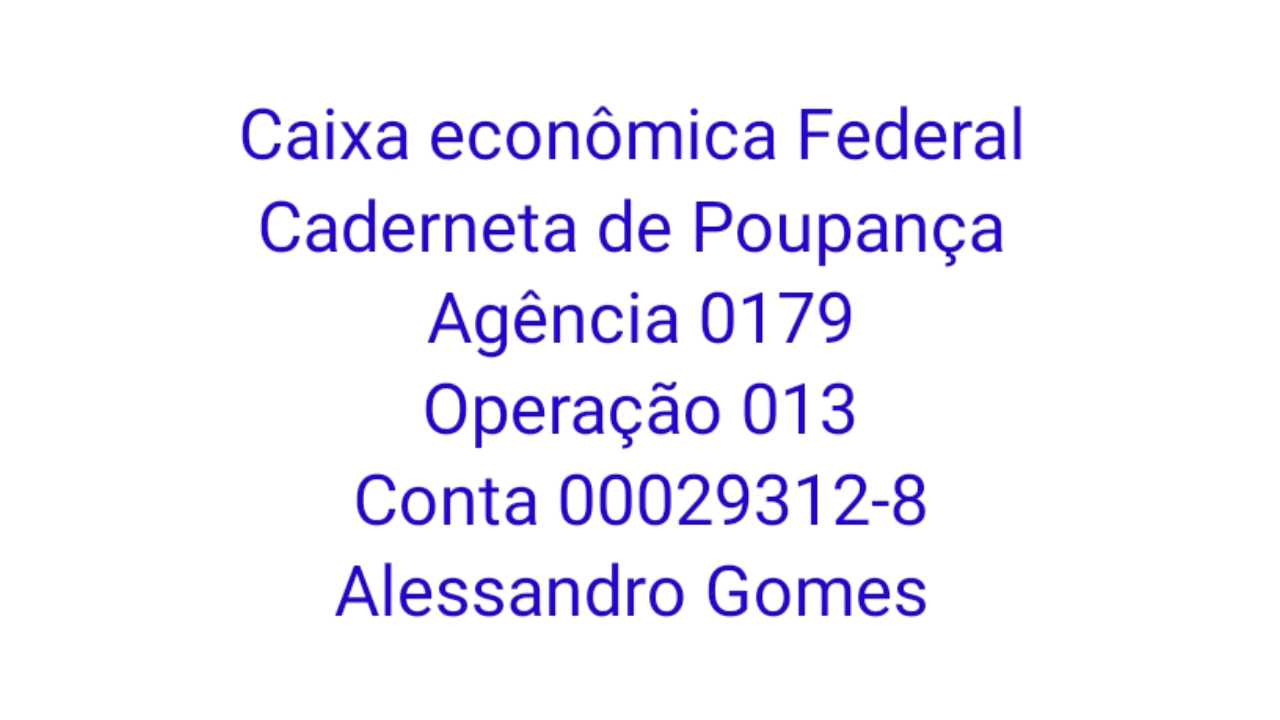 Caixa econômica Federal
Caderneta de Poupança
Agência 0179
Operação 013
Conta 00029312-8
Alessandro Gomes